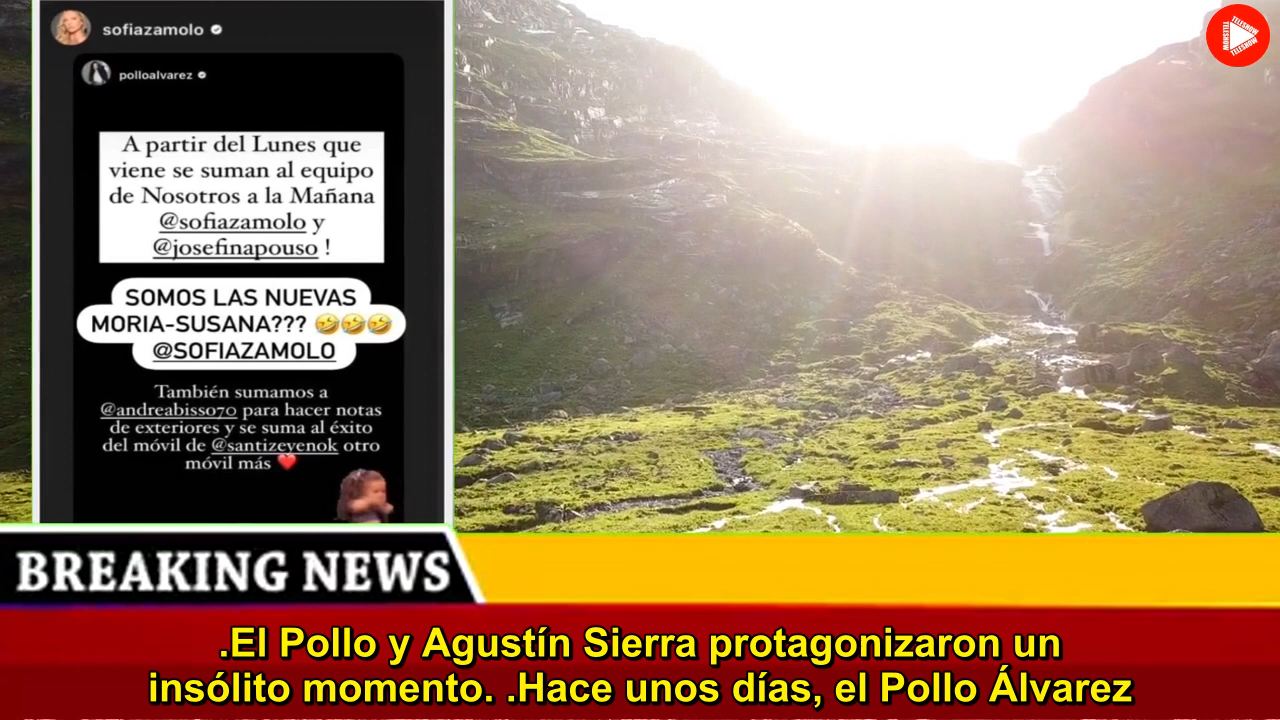 sofiazamolo
polloalvarez
A partir del Lunes que
viene se suman al equipo
de Nosotros a la Mañana
@sofiazamolo y
@josefinapouso !
SOMOS LAS NUEVAS
MORIA-SUSANA??? 🤣🤣🤣
@SOFIAZAMOLO
También sumamos a
@andreabisso70 para hacer notas
de exteriores y se suma al éxito
del móvil de @santizeyenok otro
móvil más ❤️
TELESHOW
TELESHOW
TELESHOW
BREAKING NEWS
.El Pollo y Agustín Sierra protagonizaron un
insólito momento. .Hace unos días, el Pollo Álvarez